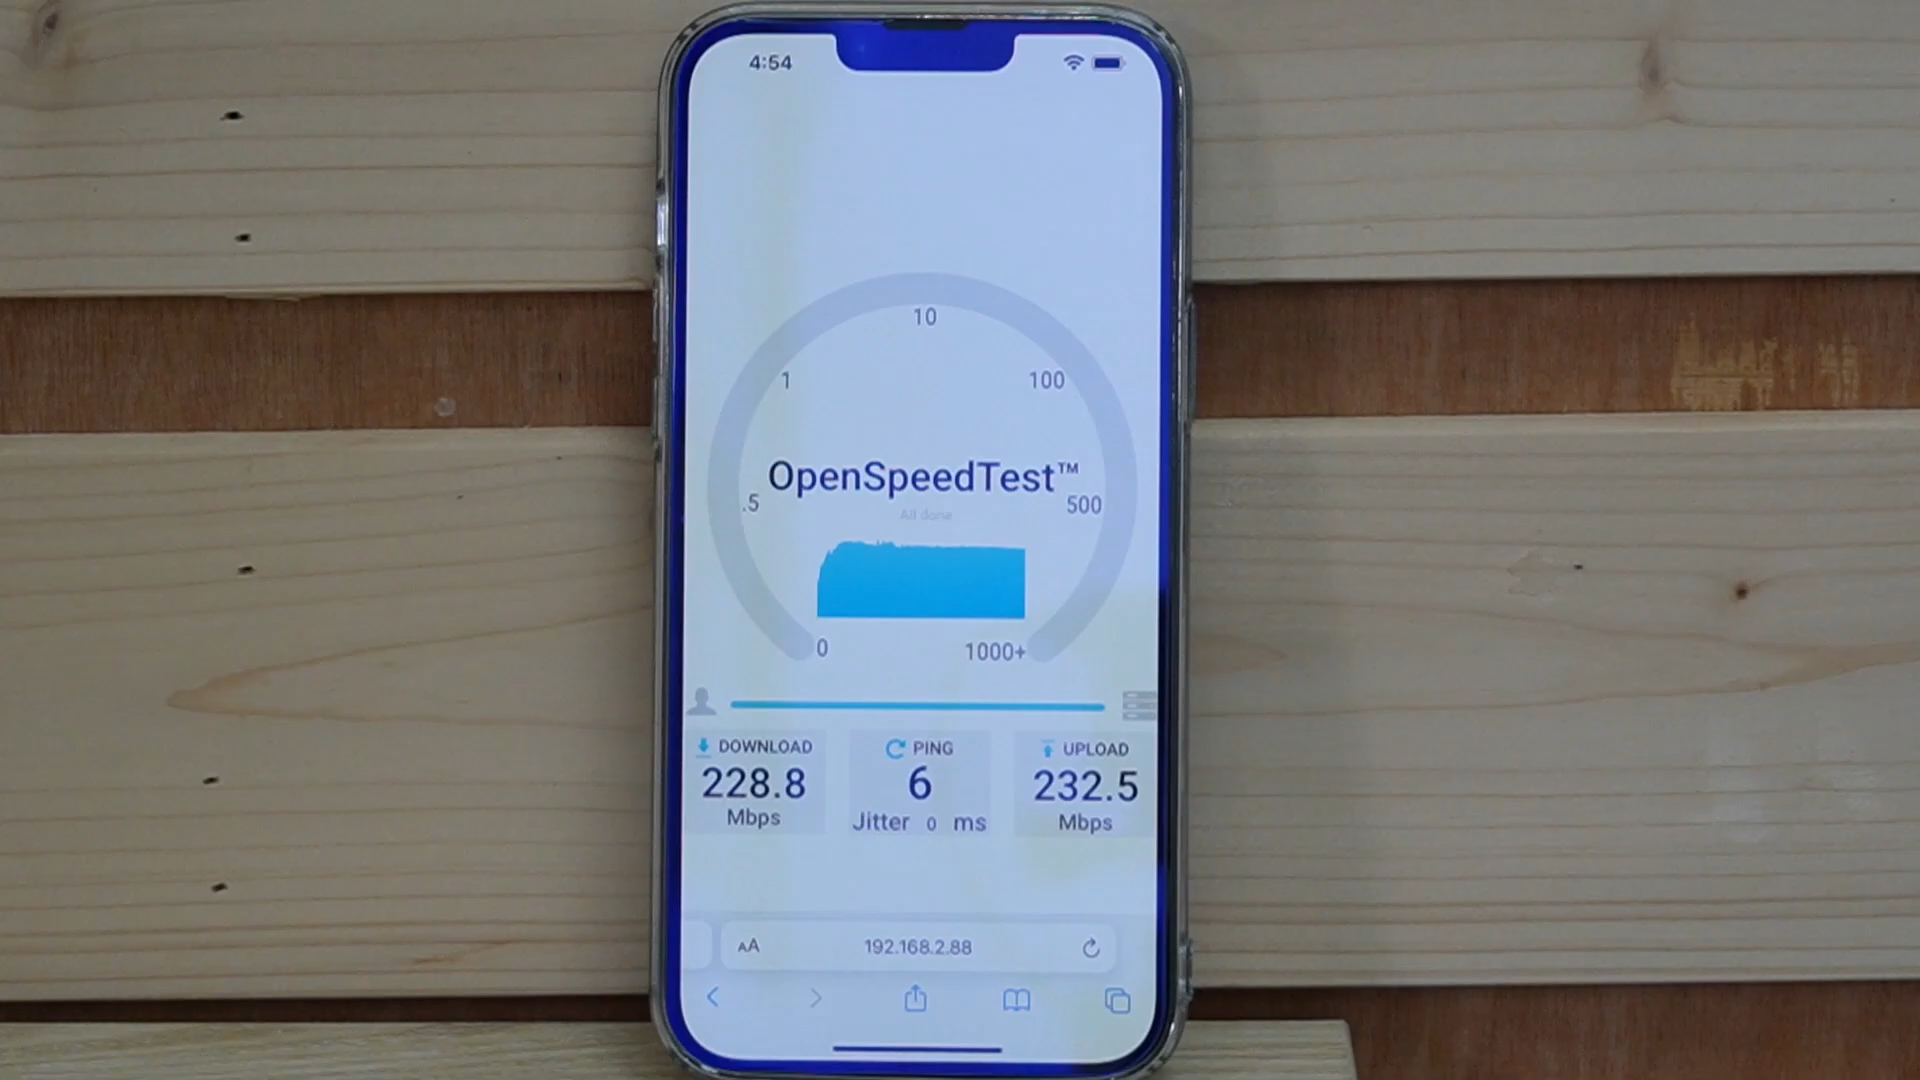 4:54
10
1
100
OpenSpeedTest™
.5
500
All done
0
1000+
DOWNLOAD
PING
UPLOAD
228.8
6
232.5
Mbps
Jitter 0 ms
Mbps
AA
192.168.2.88